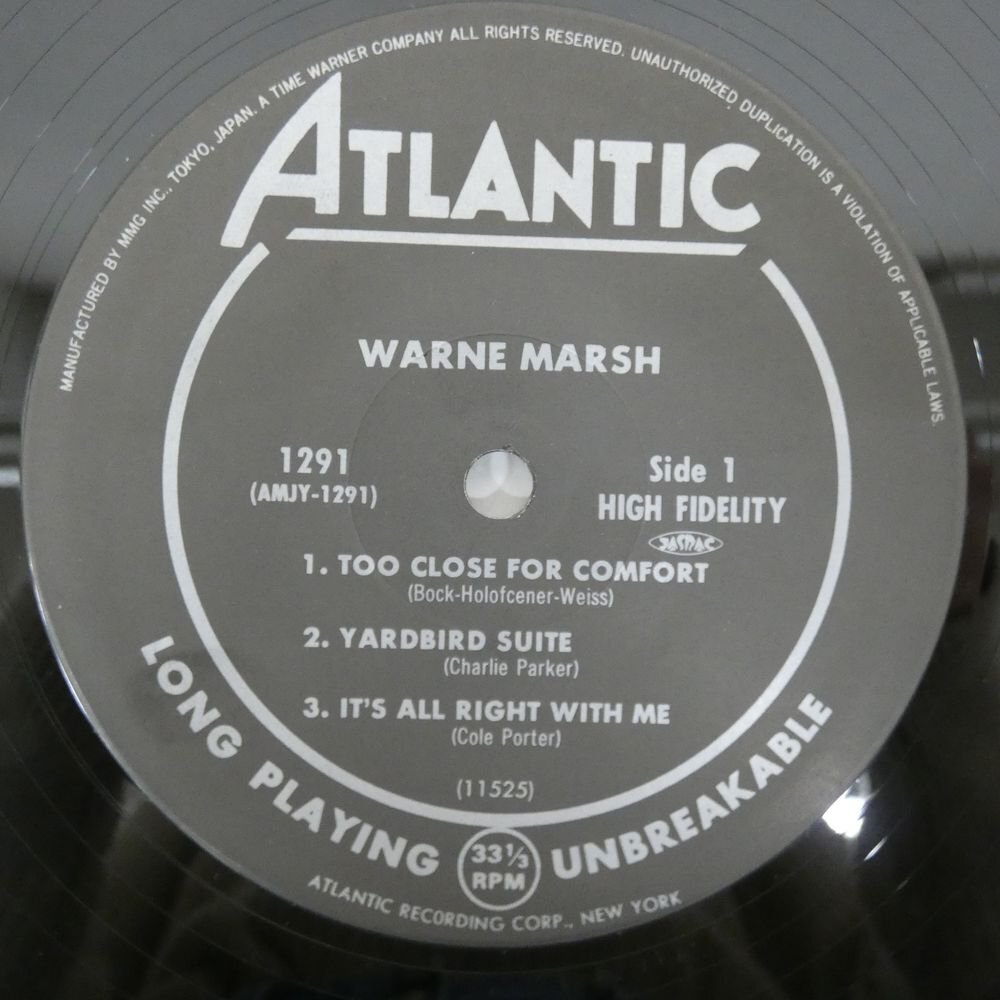 MANUFACTURED BY MMG INC., TOKYO, JAPAN. A TIME WARNER COMPANY ALL RIGHTS RESERVED. UNAUTHORIZED DUPLICATION IS A VIOLATION OF APPLICABLE LAWS.
ATLANTIC
WARNE MARSH
1291
(AMJY-1291)
Side 1
HIGH FIDELITY
JASRAC
1. TOO CLOSE FOR COMFORT
(Bock-Holofcener-Weiss)
2. YARDBIRD SUITE
(Charlie Parker)
3. IT'S ALL RIGHT WITH ME
(Cole Porter)
(11525)
LONG PLAYING 33⅓ RPM UNBREAKABLE
ATLANTIC RECORDING CORP., NEW YORK